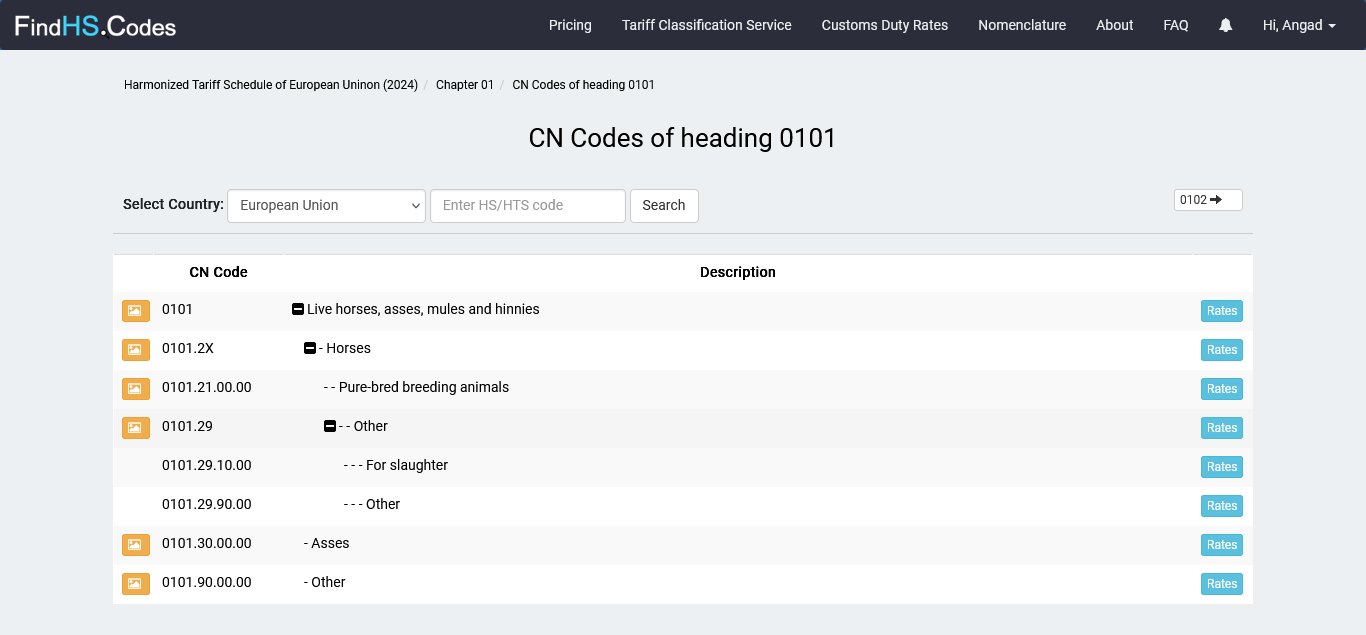 FindHS.Codes Pricing Tariff Classification Service Customs Duty Rates Nomenclature About FAQ Hi, Angad
Harmonized Tariff Schedule of European Uninon (2024) / Chapter 01 / CN Codes of heading 0101
CN Codes of heading 0101
Select Country: European Union Enter HS/HTS code Search 0102
CN Code Description
0101 Live horses, asses, mules and hinnies Rates
0101.2X - Horses Rates
0101.21.00.00 - - Pure-bred breeding animals Rates
0101.29 - - Other Rates
0101.29.10.00 - - - For slaughter Rates
0101.29.90.00 - - - Other Rates
0101.30.00.00 - Asses Rates
0101.90.00.00 - Other Rates